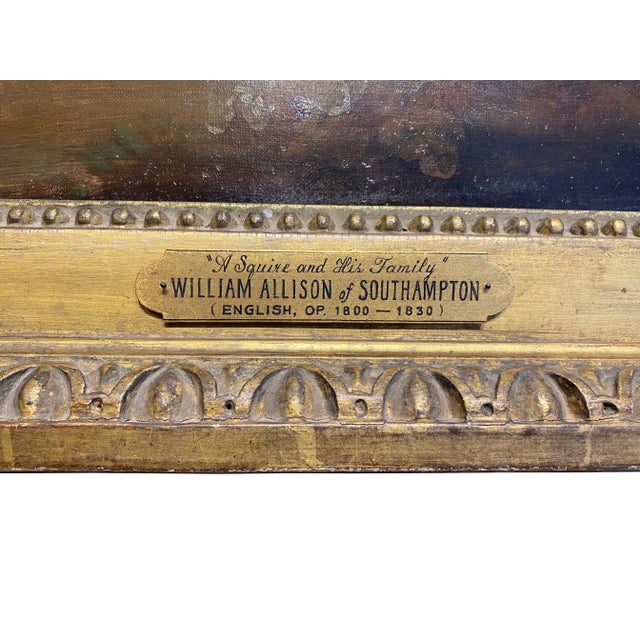 "A Squire and His Family"
WILLIAM ALLISON of SOUTHAMPTON
(ENGLISH, OP. 1800 — 1830)